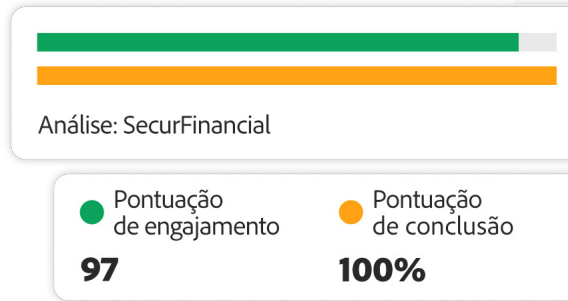 Análise: SecurFinancial
Pontuação
de engajamento
97
Pontuação
de conclusão
100%